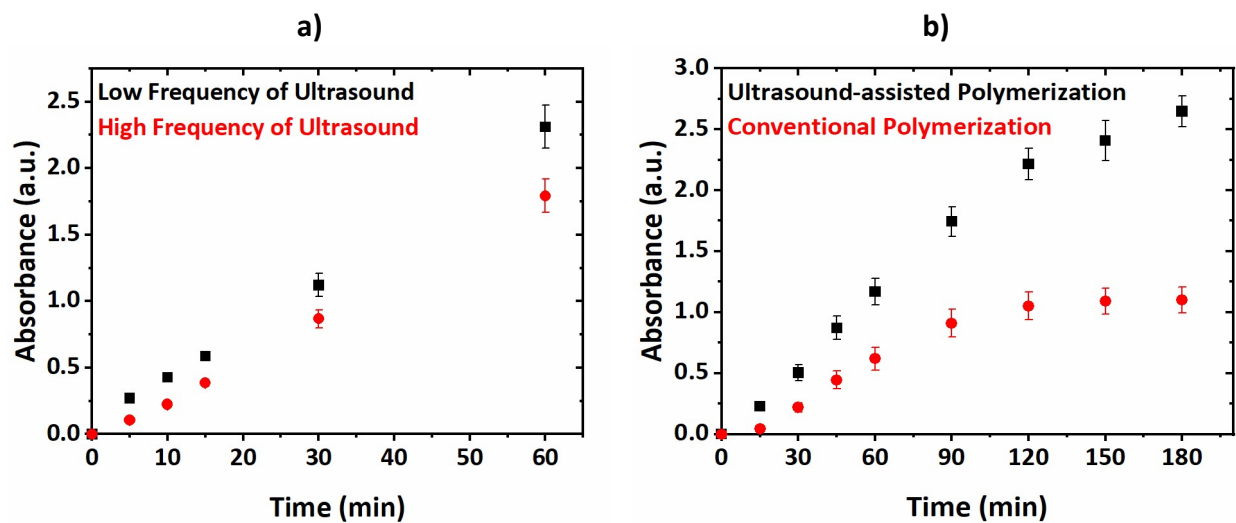 a)
Low Frequency of Ultrasound
High Frequency of Ultrasound
Absorbance (a.u.)
2.5
2.0
1.5
1.0
0.5
0.0
0 10 20 30 40 50 60
Time (min)
b)
Ultrasound-assisted Polymerization
Conventional Polymerization
Absorbance (a.u.)
3.0
2.5
2.0
1.5
1.0
0.5
0.0
0 30 60 90 120 150 180
Time (min)